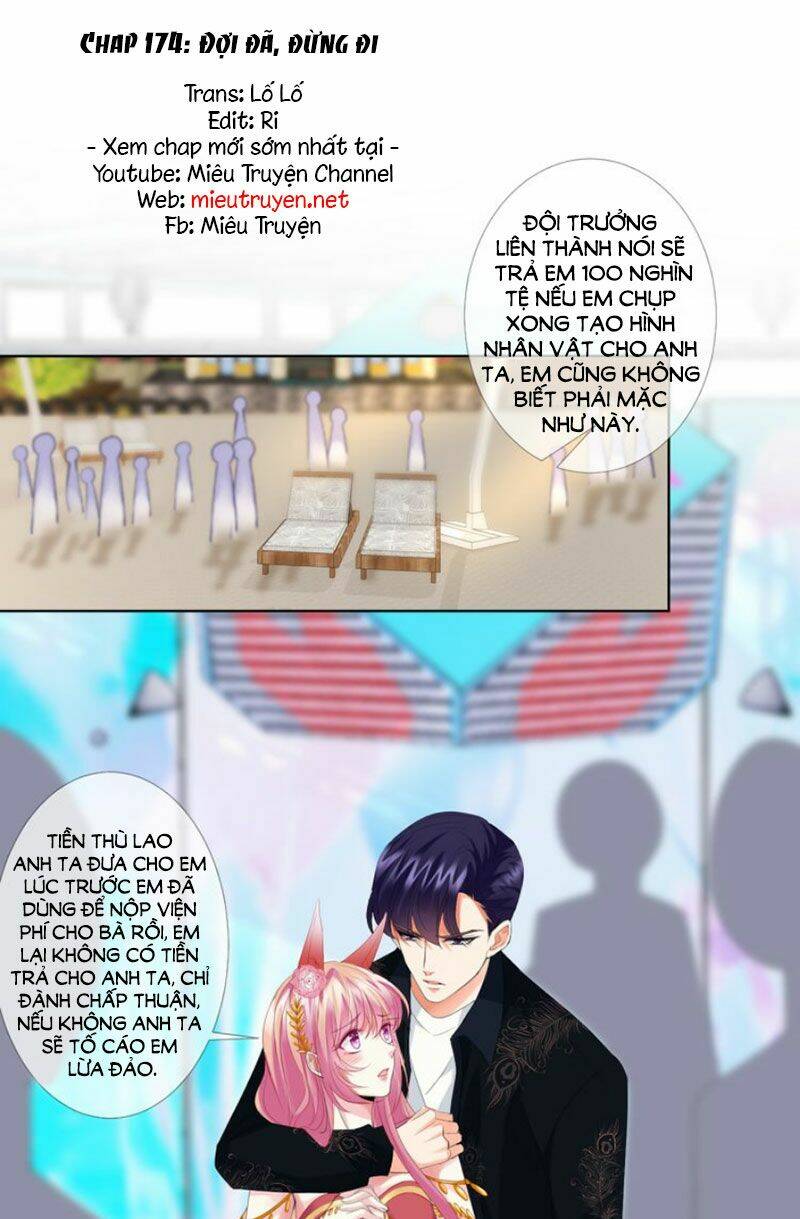 CHAP 174: ĐỢI ĐÃ, ĐỪNG ĐI
Trans: Lố Lố
Edit: Ri
- Xem chap mới sớm nhất tại -
Youtube: Miêu Truyện Channel
Web: mieutruyen.net
Fb: Miêu Truyện
ĐỘI TRƯỞNG
LIÊN THÀNH NÓI SẼ
TRẢ EM 100 NGHÌN
TỆ NẾU EM CHỤP
XONG TẠO HÌNH
NHÂN VẬT CHO ANH
TA, EM CŨNG KHÔNG
BIẾT PHẢI MẶC
NHƯ NÀY.
TIỀN THÙ LAO
ANH TA ĐƯA CHO EM
LÚC TRƯỚC EM ĐÃ
DÙNG ĐỂ NỘP VIỆN
PHÍ CHO BÀ RỒI, EM
LẠI KHÔNG CÓ TIỀN
TRẢ CHO ANH TA, CHỈ
ĐÀNH CHẤP THUẬN,
NẾU KHÔNG ANH TA
SẼ TỐ CÁO EM
LỪA ĐẢO.